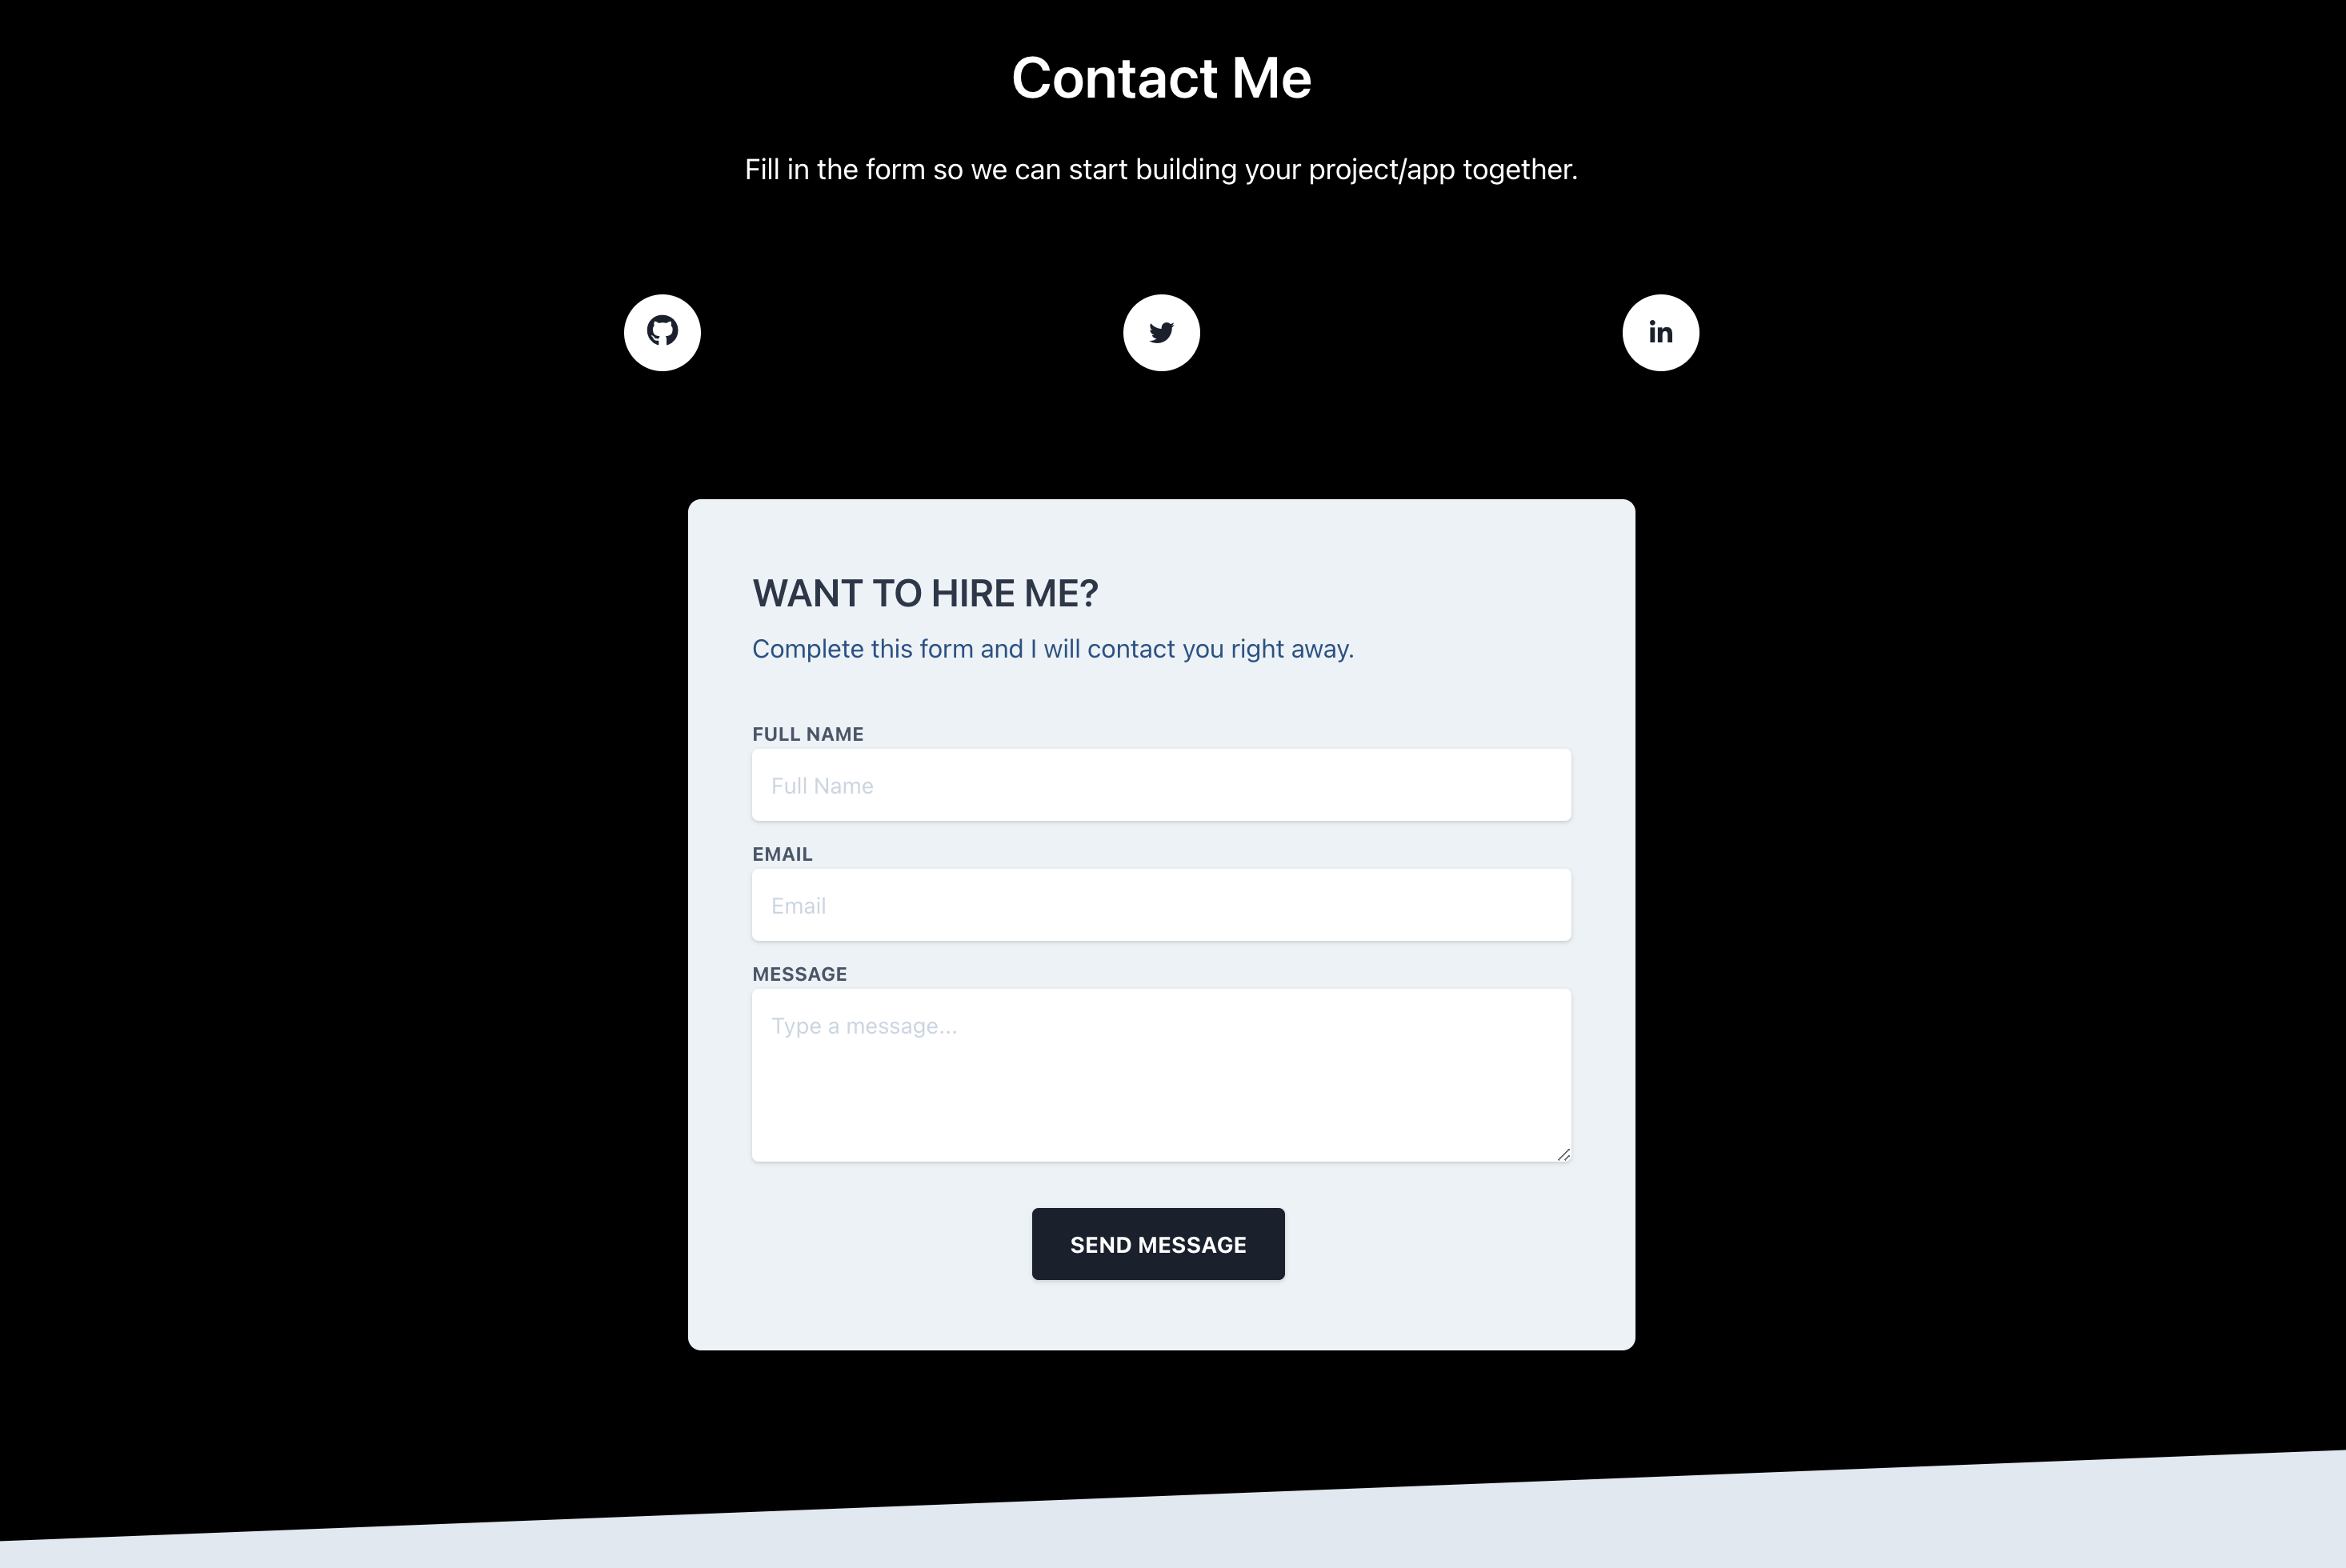 Contact Me
Fill in the form so we can start building your project/app together.
in
WANT TO HIRE ME?
Complete this form and I will contact you right away.
FULL NAME
Full Name
EMAIL
Email
MESSAGE
Type a message...
SEND MESSAGE